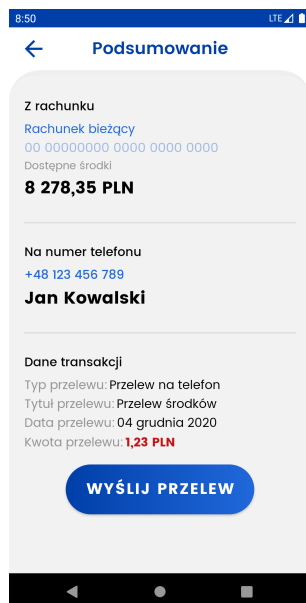 8:50 LTE
Podsumowanie
Z rachunku
Rachunek bieżący
00 00000000 0000 0000 0000
Dostępne środki
8 278,35 PLN
Na numer telefonu
+48 123 456 789
Jan Kowalski
Dane transakcji
Typ przelewu: Przelew na telefon
Tytuł przelewu: Przelew środków
Data przelewu: 04 grudnia 2020
Kwota przelewu: 1,23 PLN
WYŚLIJ PRZELEW